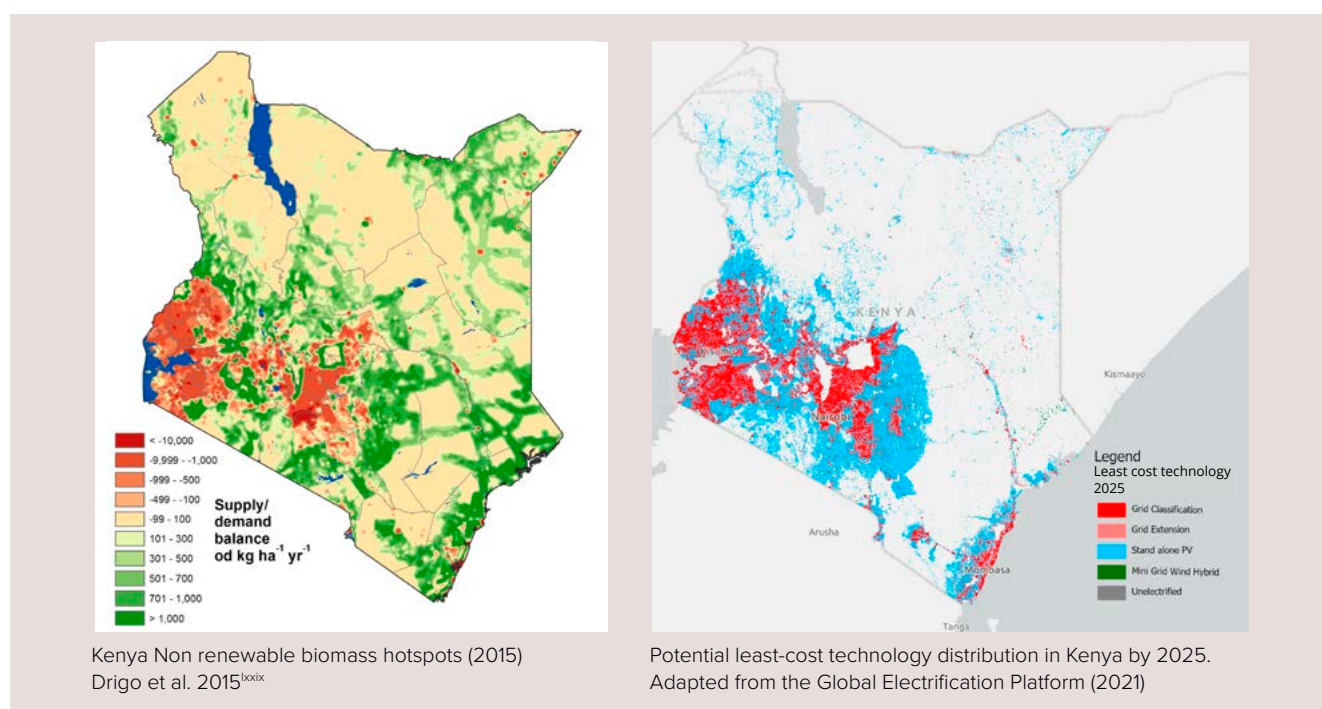 < -10,000
-9,999 - -1,000
-999 - -500
-499 - -100
-99 - 100
101 - 300
301 - 500
501 - 700
701 - 1,000
> 1,000
Supply/
demand
balance
od kg ha⁻¹ yr⁻¹
KENYA
Kisumu
Nairobi
Kismaayo
Arusha
Mombasa
Tanga
Legend
Least cost technology
2025
Grid Classification
Grid Extension
Stand alone PV
Mini Grid Wind Hybrid
Unelectrified
Kenya Non renewable biomass hotspots (2015)
Drigo et al. 2015lxxix
Potential least-cost technology distribution in Kenya by 2025.
Adapted from the Global Electrification Platform (2021)